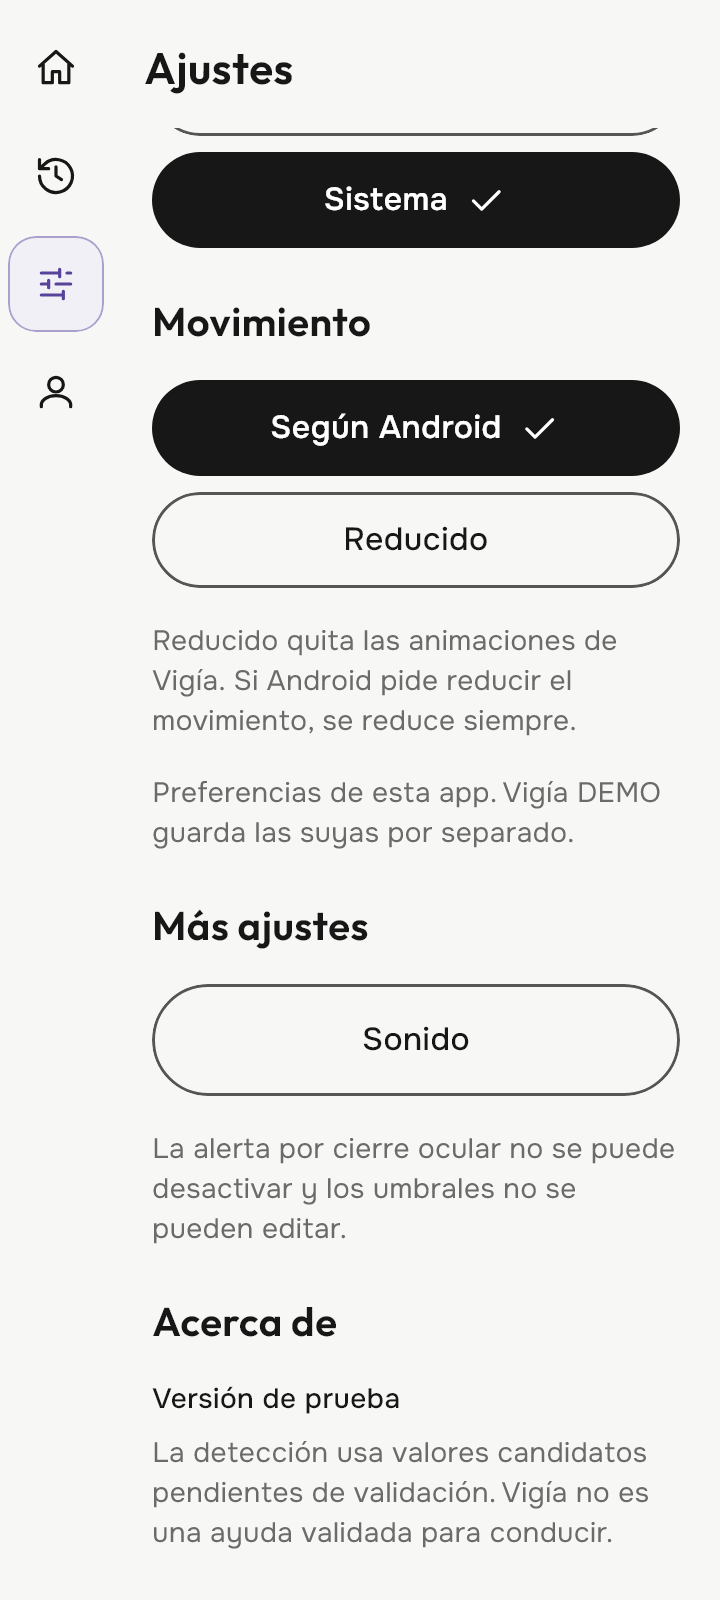 Ajustes
Sistema
Movimiento
Según Android
Reducido
Reducido quita las animaciones de
Vigía. Si Android pide reducir el
movimiento, se reduce siempre.
Preferencias de esta app. Vigía DEMO
guarda las suyas por separado.
Más ajustes
Sonido
La alerta por cierre ocular no se puede
desactivar y los umbrales no se
pueden editar.
Acerca de
Versión de prueba
La detección usa valores candidatos
pendientes de validación. Vigía no es
una ayuda validada para conducir.